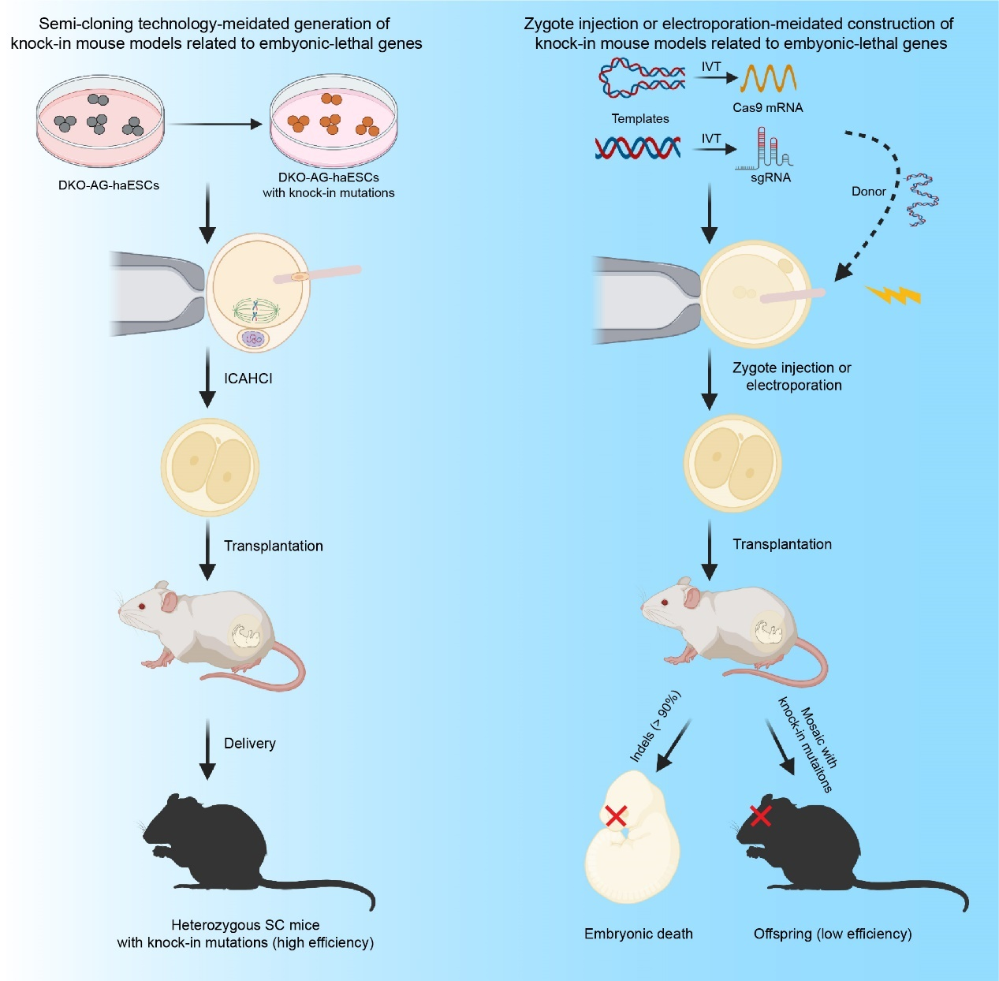 Semi-cloning technology-meidated generation of
knock-in mouse models related to embyonic-lethal genes
DKO-AG-haESCs
DKO-AG-haESCs
with knock-in mutations
ICAHCI
Transplantation
Delivery
Heterozygous SC mice
with knock-in mutations (high efficiency)
Zygote injection or electroporation-meidated construction of
knock-in mouse models related to embyonic-lethal genes
IVT
Cas9 mRNA
Templates
IVT
sgRNA
Donor
Zygote injection or
electroporation
Transplantation
Indels (> 90%)
Mosaic with
knock-in mutaitons
Embryonic death
Offspring (low efficiency)